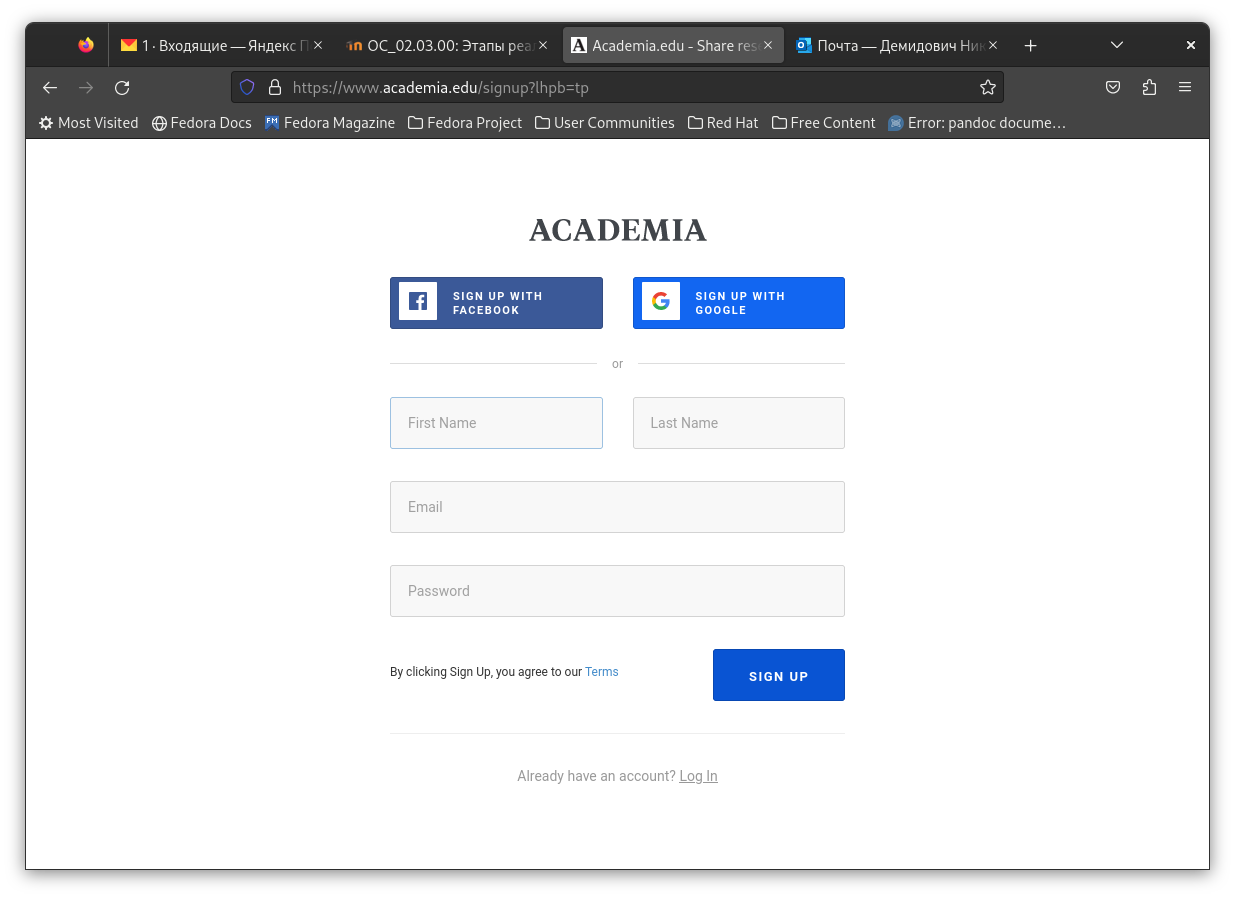 1 · Входящие — Яндекс П
ОС_02.03.00: Этапы реа
Academia.edu - Share res
Почта — Демидович Ник
https://www.academia.edu/signup?lhpb=tp
Most Visited
Fedora Docs
Fedora Magazine
Fedora Project
User Communities
Red Hat
Free Content
Error: pandoc docume…
ACADEMIA
SIGN UP WITH
FACEBOOK
SIGN UP WITH
GOOGLE
or
First Name
Last Name
Email
Password
By clicking Sign Up, you agree to our Terms
SIGN UP
Already have an account? Log In